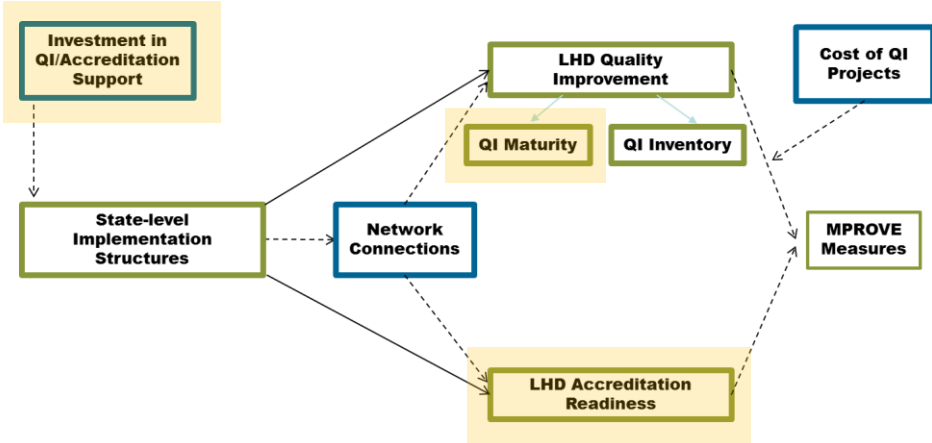 Investment in
QI/Accreditation
Support
LHD Quality
Improvement
Cost of QI
Projects
QI Maturity
QI Inventory
State-level
Implementation
Structures
Network
Connections
MPROVE
Measures
LHD Accreditation
Readiness